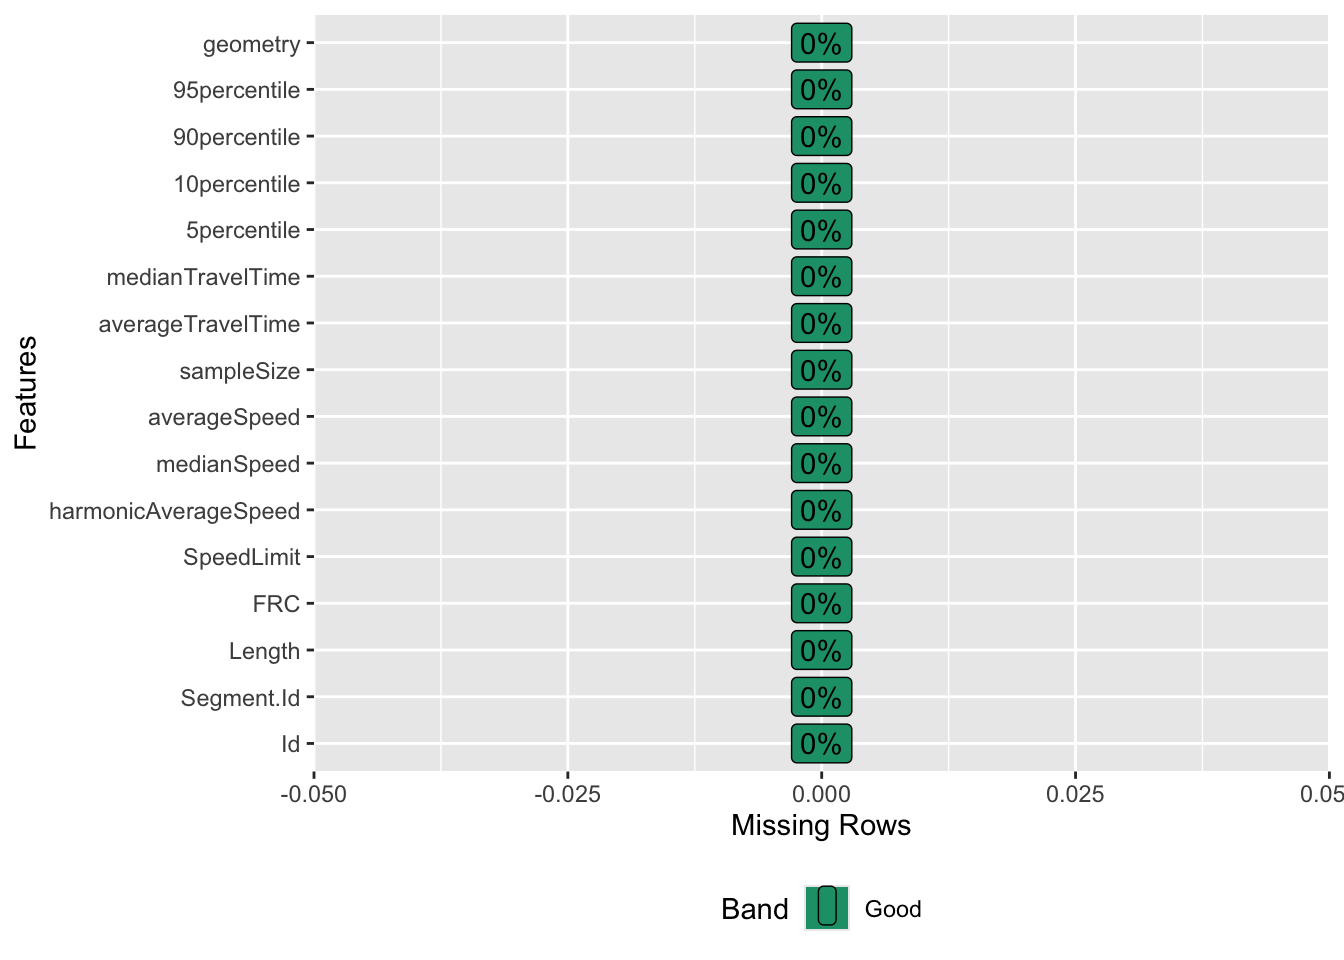 geometry 0%
95percentile 0%
90percentile 0%
10percentile 0%
5percentile 0%
medianTravelTime 0%
averageTravelTime 0%
sampleSize 0%
averageSpeed 0%
medianSpeed 0%
harmonicAverageSpeed 0%
SpeedLimit 0%
FRC 0%
Length 0%
Segment.Id 0%
Id 0%
Features
-0.050 -0.025 0.000 0.025 0.05
Missing Rows
Band Good